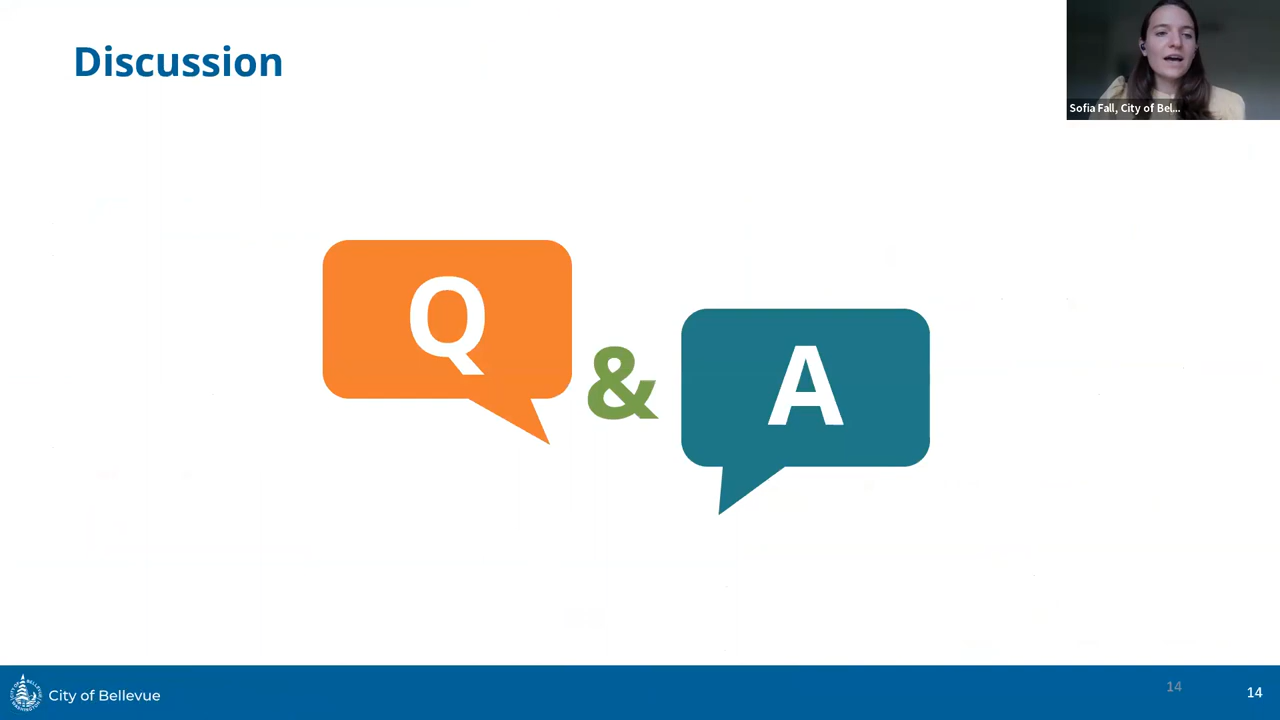 Discussion
Sofia Fall, City of Bel...
Q
&
A
City of Bellevue
14
14